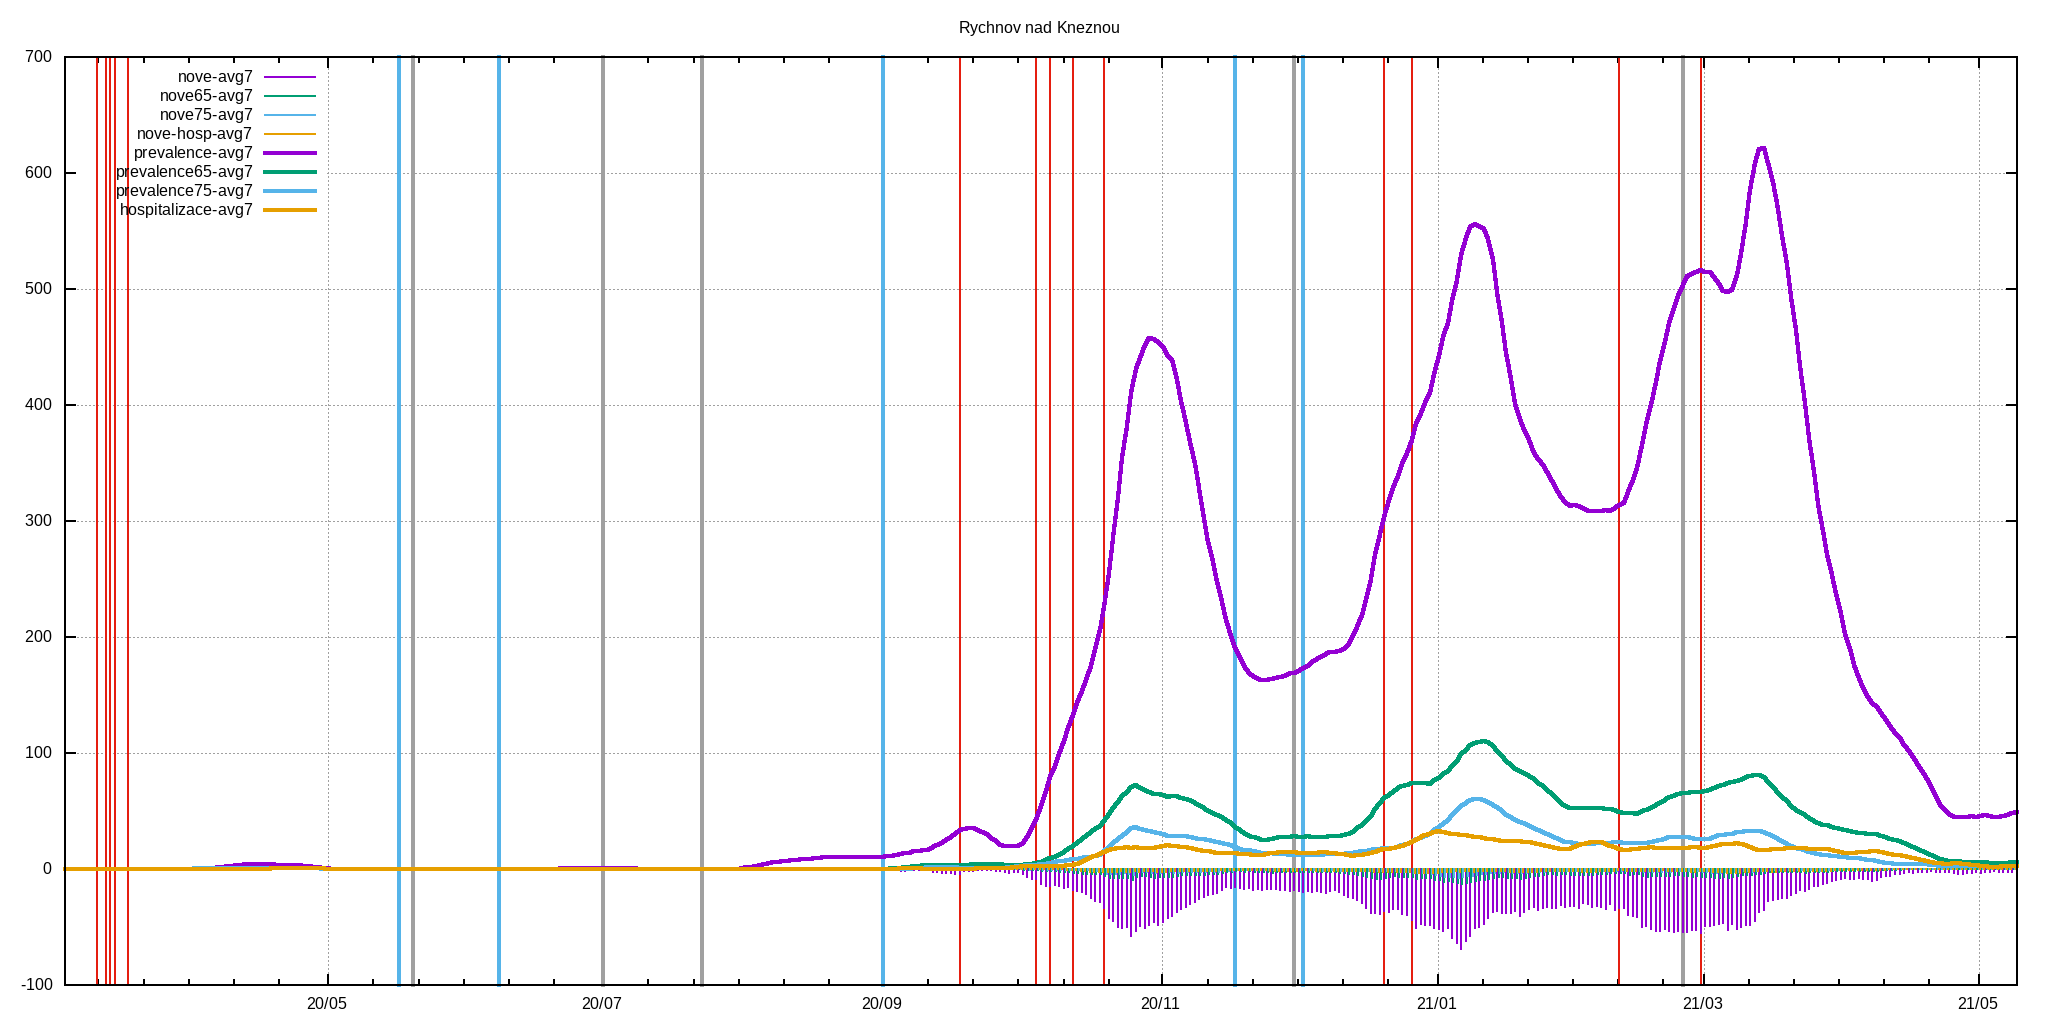 Rychnov nad Kneznou
700
600
500
400
300
200
100
0
-100
nove-avg7
nove65-avg7
nove75-avg7
nove-hosp-avg7
prevalence-avg7
prevalence65-avg7
prevalence75-avg7
hospitalizace-avg7
20/05
20/07
20/09
20/11
21/01
21/03
21/05